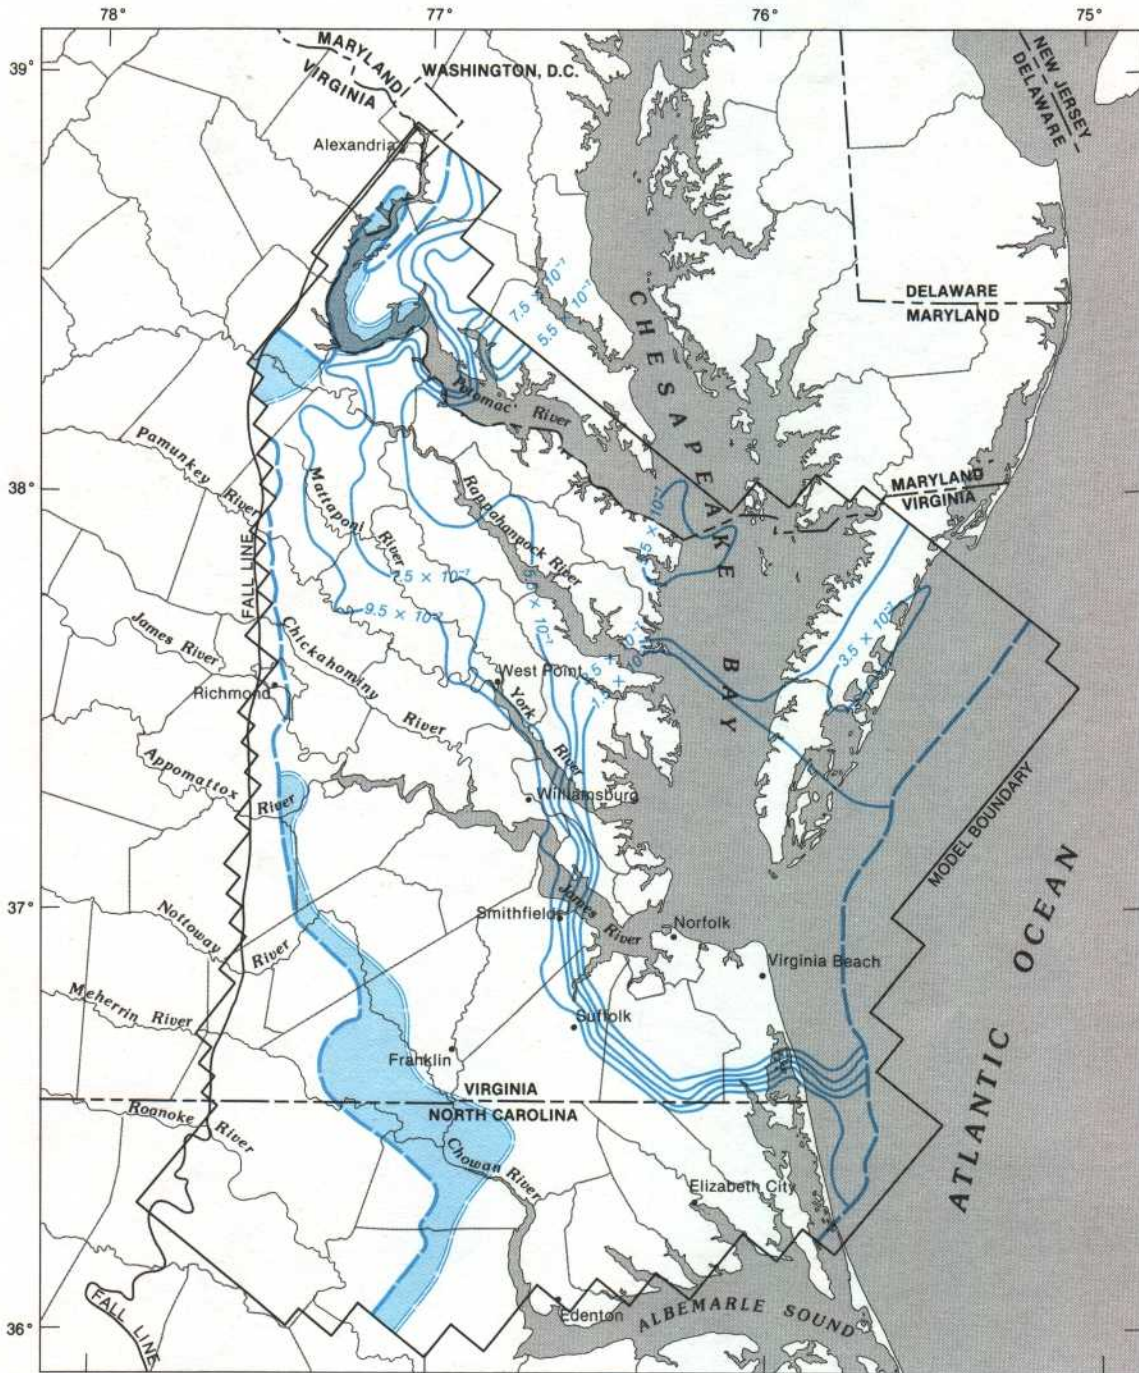 78°
77°
76°
75°
39°
MARYLAND
VIRGINIA
WASHINGTON, D.C.
NEW JERSEY
DELAWARE
Alexandria
7.5 × 10⁻⁷
5.5 × 10⁻⁷
DELAWARE
MARYLAND
CHESAPEAKE BAY
Potomac River
Pamunkey River
Mattaponi River
Rappahannock River
38°
MARYLAND
VIRGINIA
FALL LINE
7.5 × 10⁻⁷
9.5 × 10⁻⁷
3.5 × 10⁻⁷
James River
Chickahominy River
Richmond
West Point
York River
Appomattox River
Williamsburg
MODEL BOUNDARY
37°
Nottoway River
Smithfield
James River
Norfolk
Virginia Beach
Meherrin River
Suffolk
Franklin
VIRGINIA
NORTH CAROLINA
Roanoke River
Chowan River
Elizabeth City
ATLANTIC OCEAN
36°
FALL LINE
Edenton
ALBEMARLE SOUND